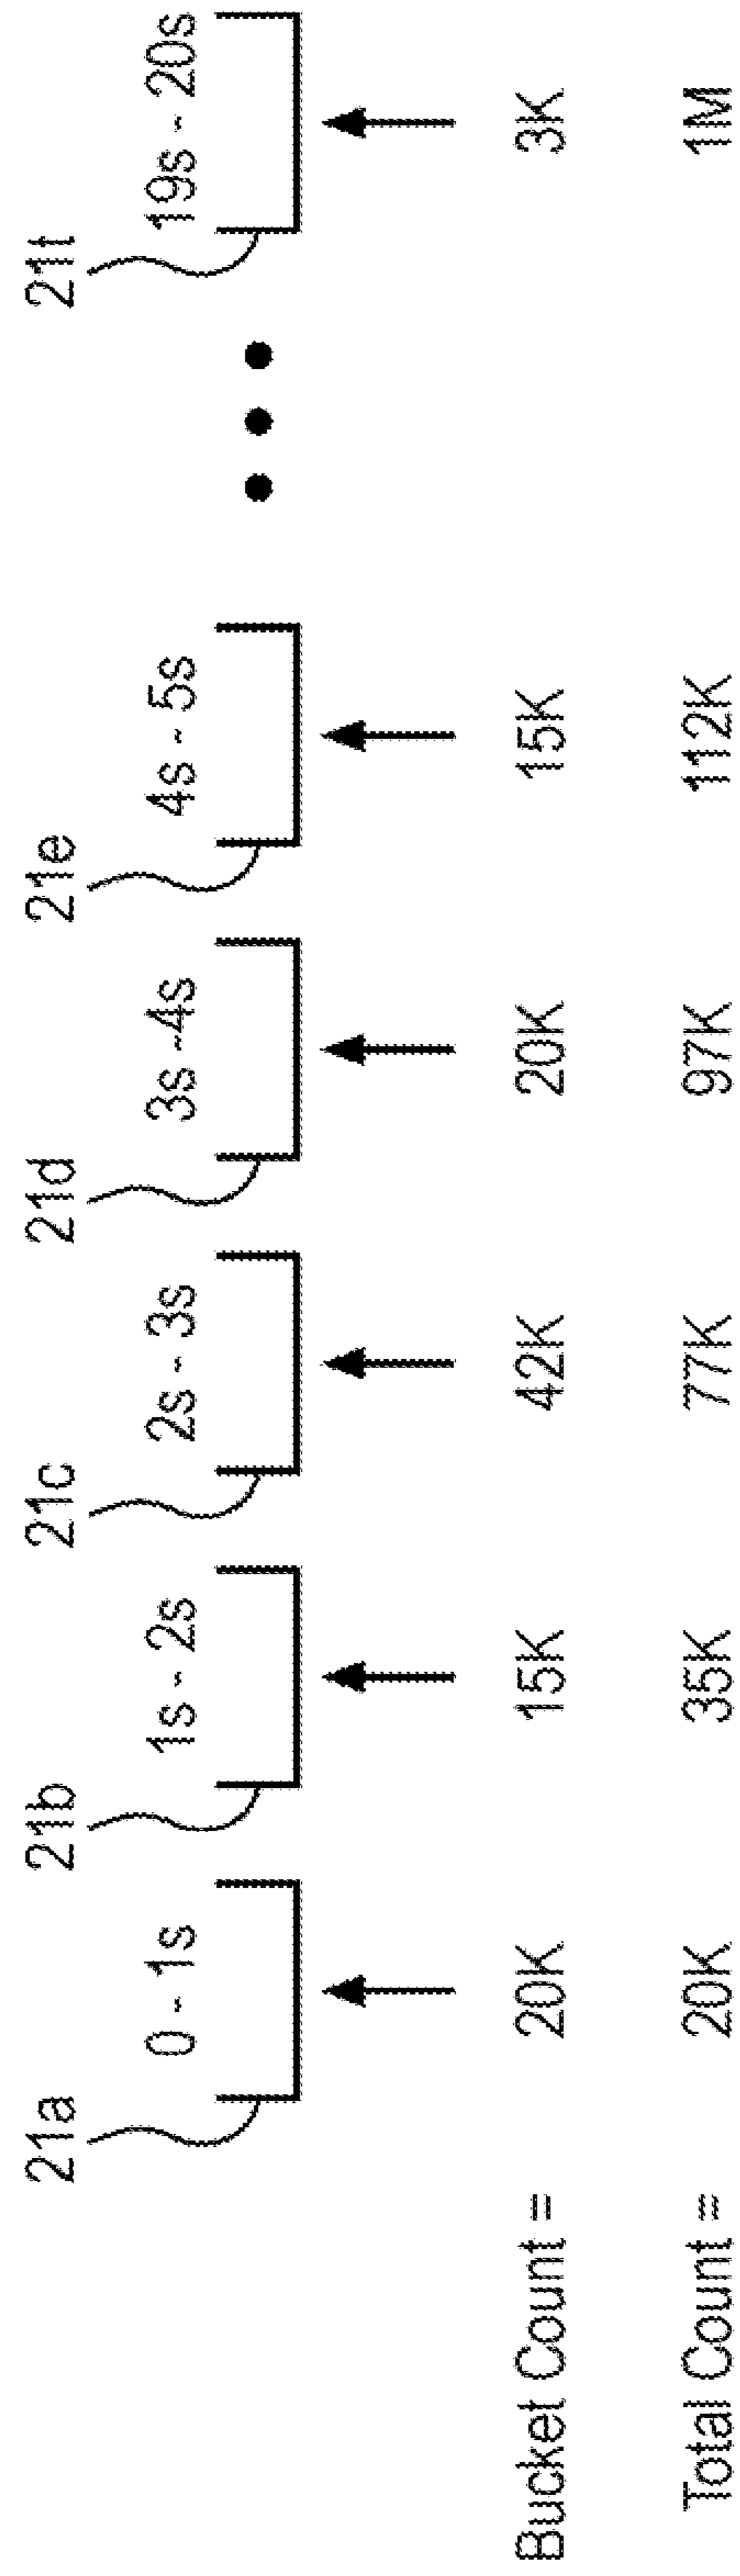 21a 21b 21c 21d 21e 21t
0 - 1s 1s - 2s 2s - 3s 3s -4s 4s - 5s 19s - 20s
Bucket Count = 20K 15K 42K 20K 15K 3K
Total Count = 20K 35K 77K 97K 112K 1M